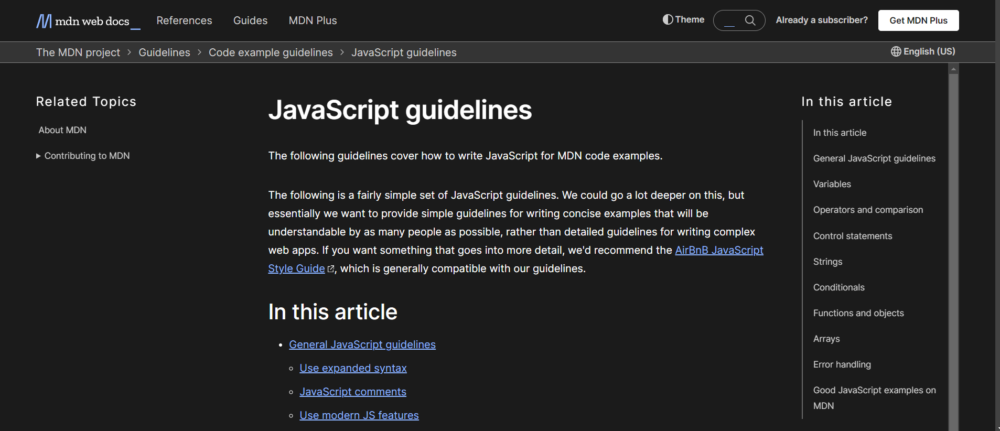 mdn web docs_
References
Guides
MDN Plus
Theme
Already a subscriber?
Get MDN Plus
The MDN project > Guidelines > Code example guidelines > JavaScript guidelines
English (US)
Related Topics
About MDN
Contributing to MDN
JavaScript guidelines
The following guidelines cover how to write JavaScript for MDN code examples.
The following is a fairly simple set of JavaScript guidelines. We could go a lot deeper on this, but
essentially we want to provide simple guidelines for writing concise examples that will be
understandable by as many people as possible, rather than detailed guidelines for writing complex
web apps. If you want something that goes into more detail, we'd recommend the AirBnB JavaScript
Style Guide, which is generally compatible with our guidelines.
In this article
General JavaScript guidelines
Use expanded syntax
JavaScript comments
Use modern JS features
In this article
In this article
General JavaScript guidelines
Variables
Operators and comparison
Control statements
Strings
Conditionals
Functions and objects
Arrays
Error handling
Good JavaScript examples on
MDN